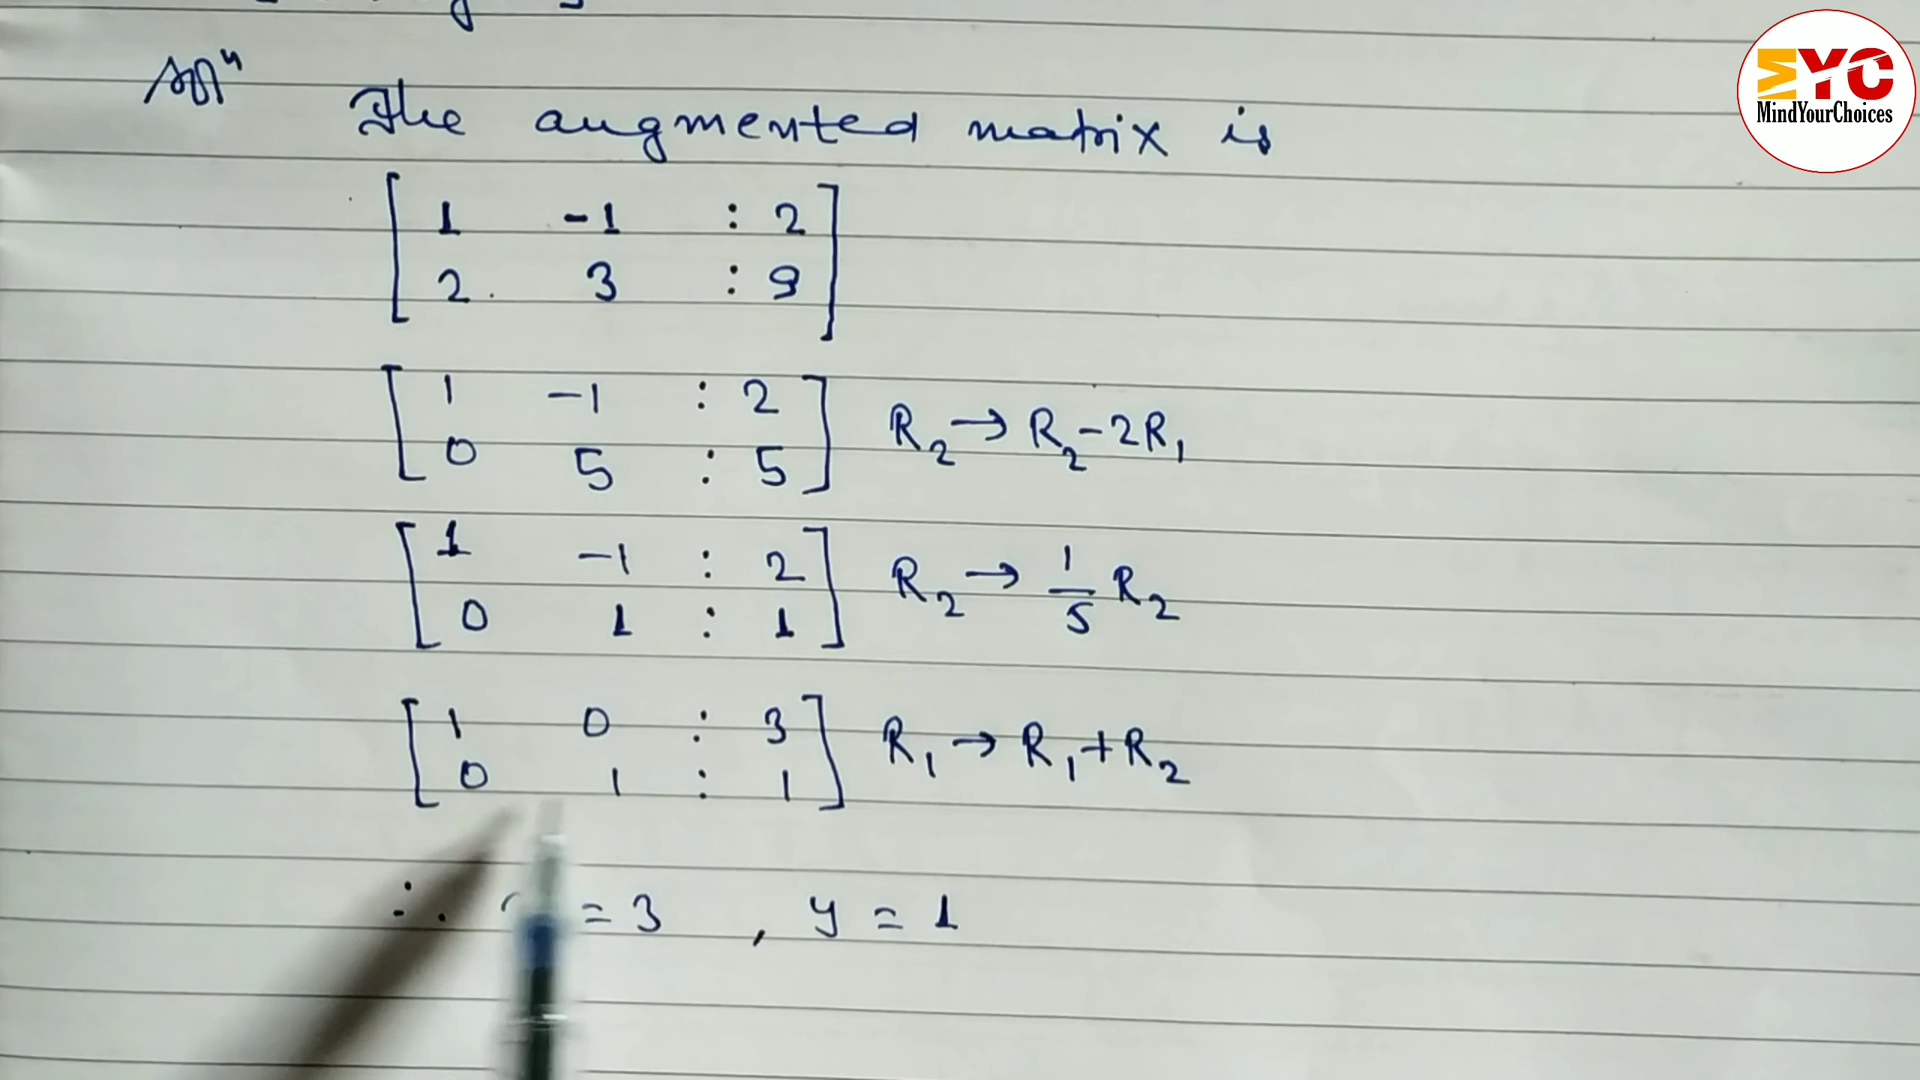 MYC
MindYourChoices
Solⁿ The augmented matrix is
[ 1 -1 : 2 ]
[ 2. 3 : 9 ]
[ 1 -1 : 2 ]
[ 0 5 : 5 ] R₂ → R₂ - 2R₁
[ 1 -1 : 2 ]
[ 0 1 : 1 ] R₂ → 1/5 R₂
[ 1 0 : 3 ]
[ 0 1 : 1 ] R₁ → R₁ + R₂
∴ = 3 , y = 1